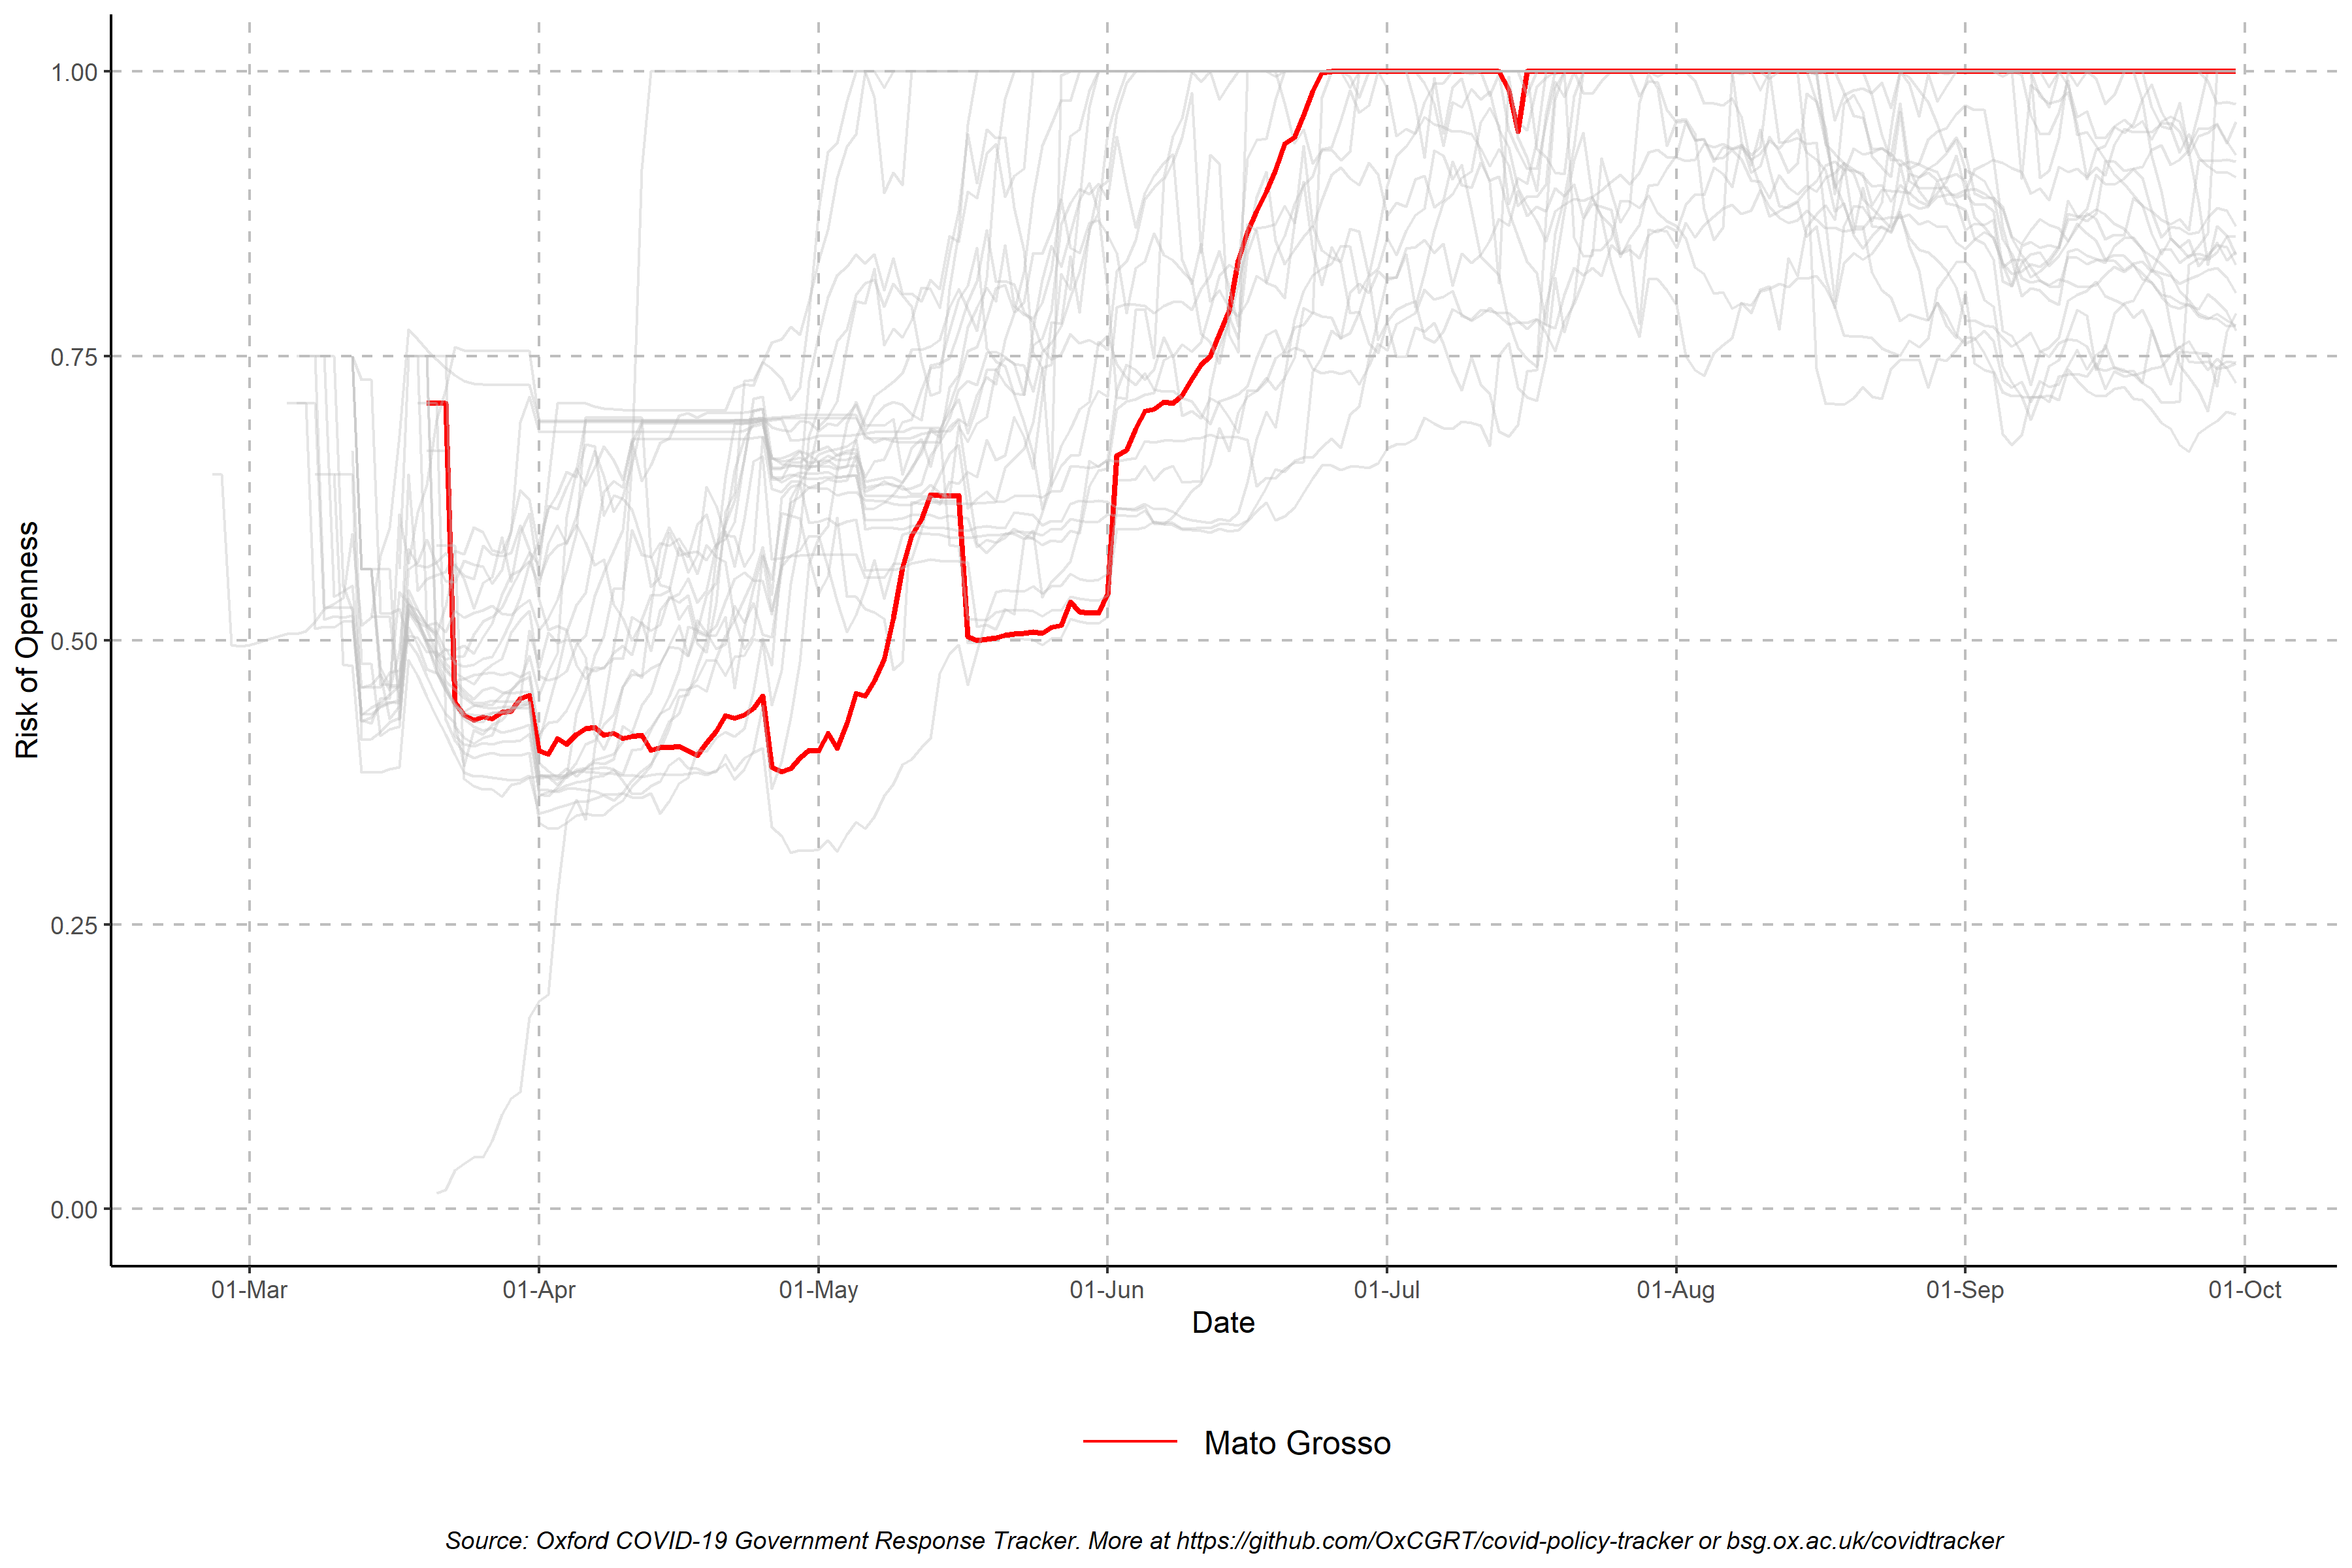 Risk of Openness
1.00
0.75
0.50
0.25
0.00
01-Mar 01-Apr 01-May 01-Jun 01-Jul 01-Aug 01-Sep 01-Oct
Date
Mato Grosso
Source: Oxford COVID-19 Government Response Tracker. More at https://github.com/OxCGRT/covid-policy-tracker or bsg.ox.ac.uk/covidtracker